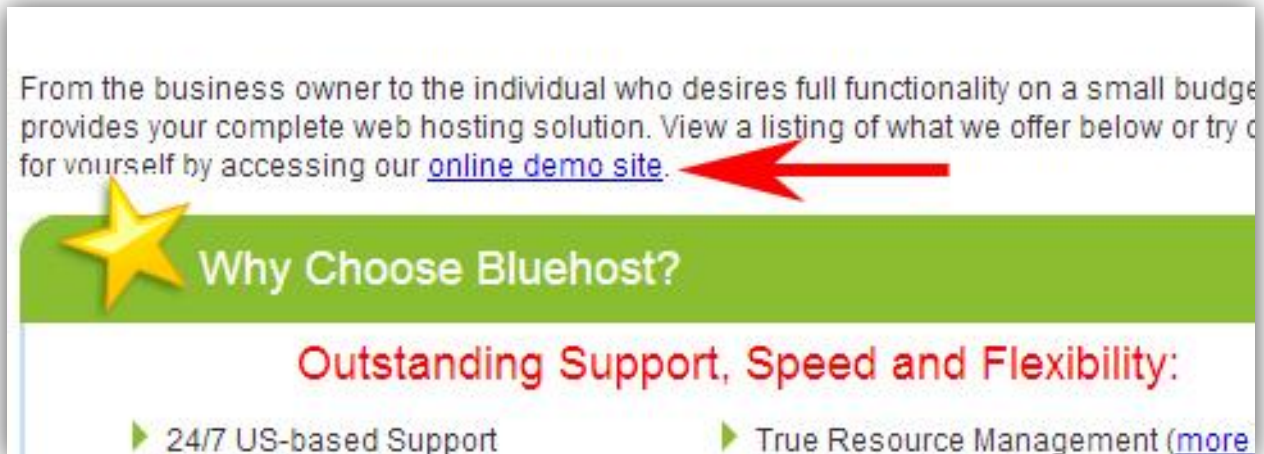 From the business owner to the individual who desires full functionality on a small budge
provides your complete web hosting solution. View a listing of what we offer below or try
for yourself by accessing our online demo site.
Why Choose Bluehost?
Outstanding Support, Speed and Flexibility:
24/7 US-based Support
True Resource Management (more